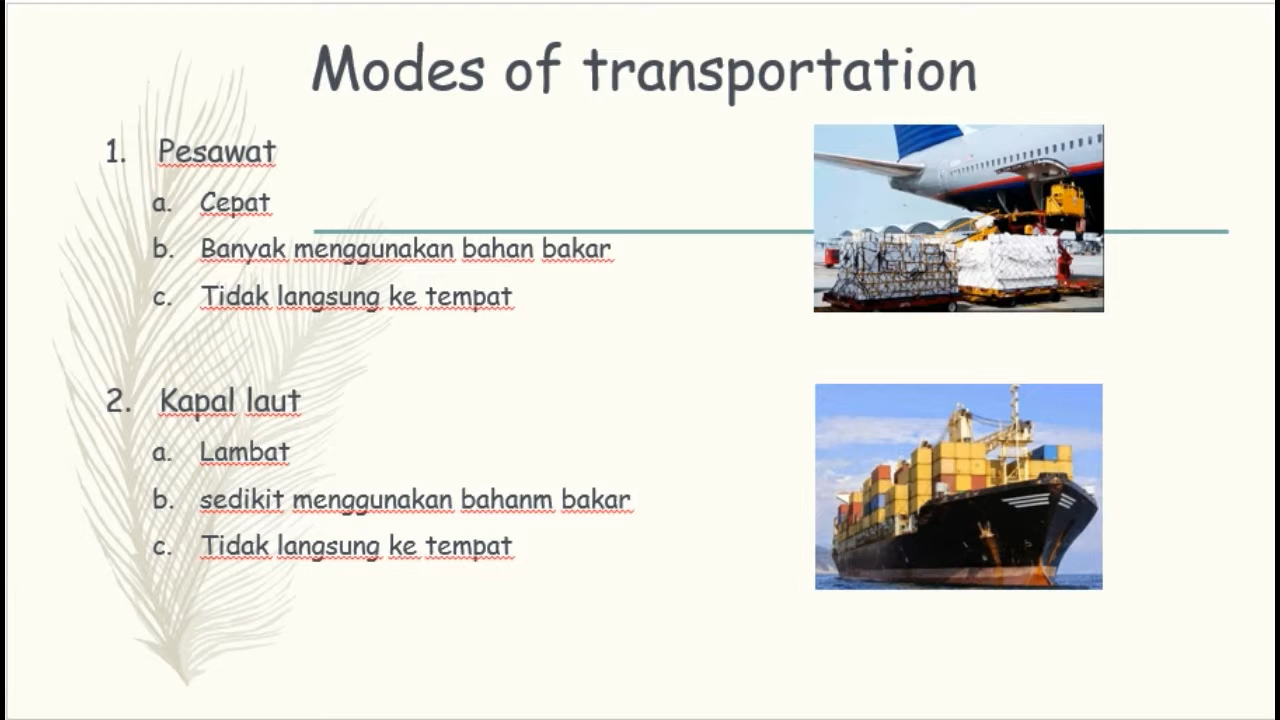 Modes of transportation
1. Pesawat
a. Cepat
b. Banyak menggunakan bahan bakar
c. Tidak langsung ke tempat
2. Kapal laut
a. Lambat
b. sedikit menggunakan bahanm bakar
c. Tidak langsung ke tempat